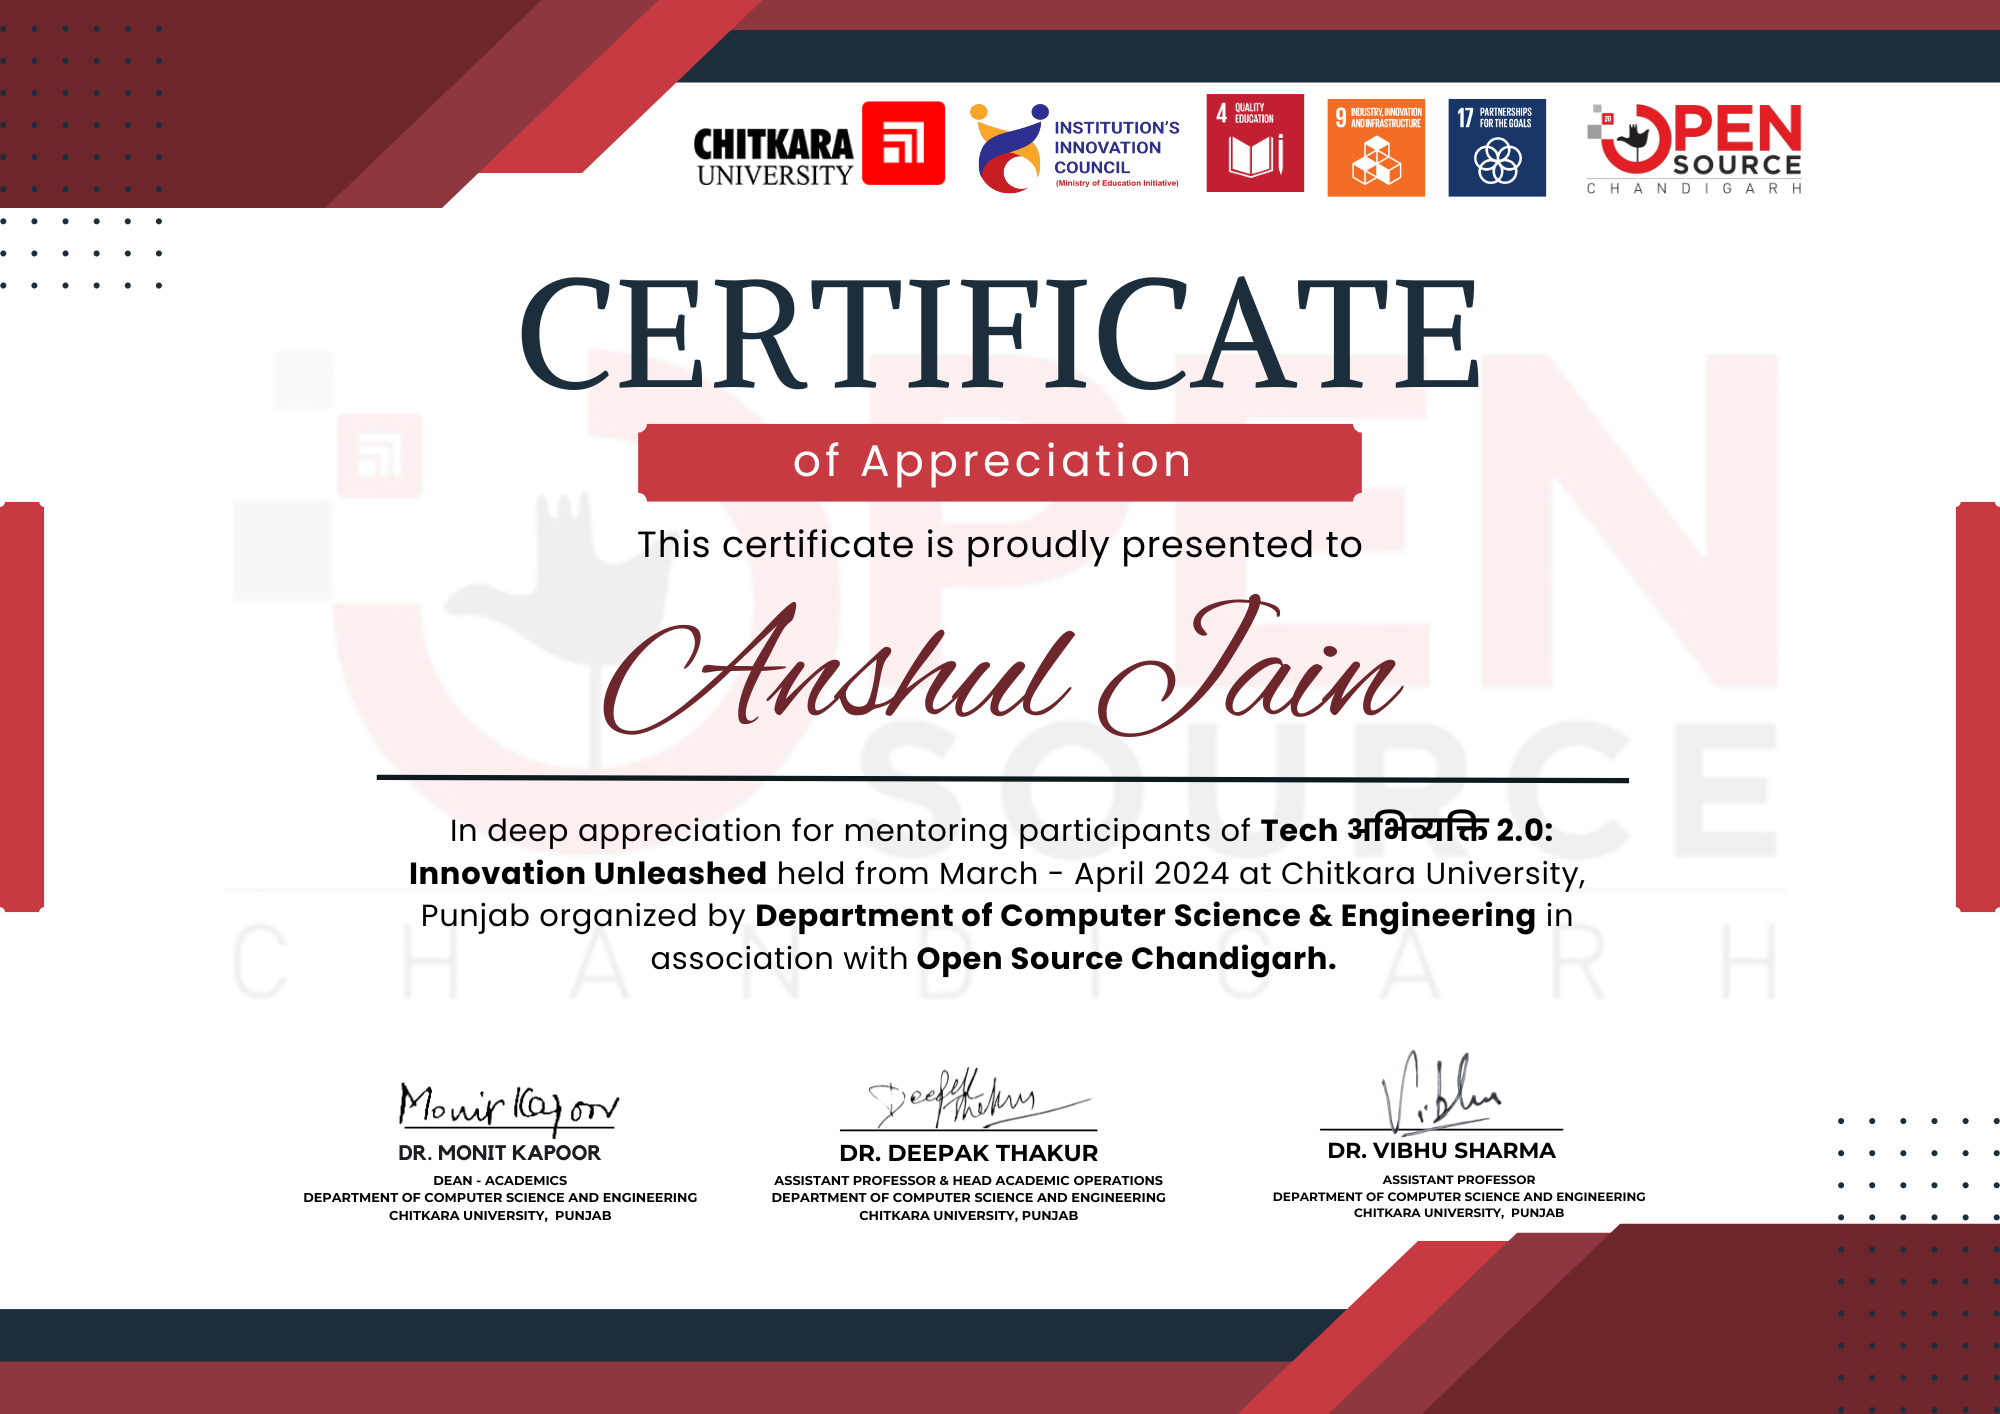 CHITKARA
UNIVERSITY
INSTITUTION'S
INNOVATION
COUNCIL
(Ministry of Education Initiative)
4 QUALITY
EDUCATION
9 INDUSTRY, INNOVATION
AND INFRASTRUCTURE
17 PARTNERSHIPS
FOR THE GOALS
OPEN
SOURCE
CHANDIGARH
CERTIFICATE
of Appreciation
This certificate is proudly presented to
Anshul Jain
In deep appreciation for mentoring participants of Tech अभिव्यक्ति 2.0:
Innovation Unleashed held from March - April 2024 at Chitkara University,
Punjab organized by Department of Computer Science & Engineering in
association with Open Source Chandigarh.
OPEN
SOURCE
CHANDIGARH
Monit Kapoor
DR. MONIT KAPOOR
DEAN - ACADEMICS
DEPARTMENT OF COMPUTER SCIENCE AND ENGINEERING
CHITKARA UNIVERSITY, PUNJAB
Deepak
Thakur
DR. DEEPAK THAKUR
ASSISTANT PROFESSOR & HEAD ACADEMIC OPERATIONS
DEPARTMENT OF COMPUTER SCIENCE AND ENGINEERING
CHITKARA UNIVERSITY, PUNJAB
Vibhu
DR. VIBHU SHARMA
ASSISTANT PROFESSOR
DEPARTMENT OF COMPUTER SCIENCE AND ENGINEERING
CHITKARA UNIVERSITY, PUNJAB